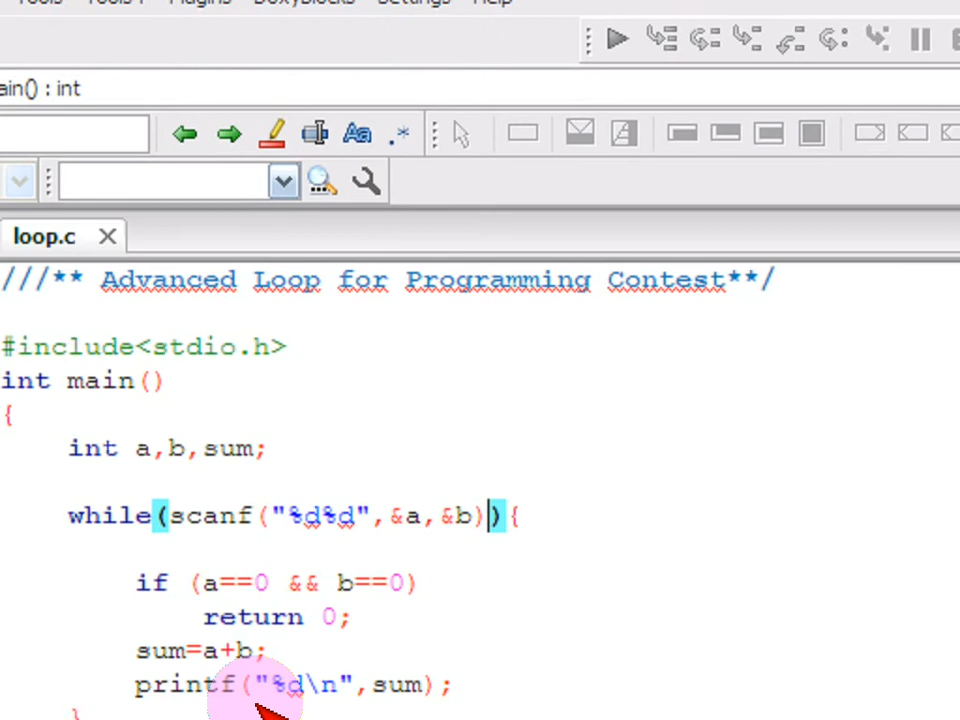 main() : int
loop.c
///** Advanced Loop for Programming Contest**/
#include<stdio.h>
int main()
{
int a,b,sum;
while(scanf("%d%d",&a,&b)){
if (a==0 && b==0)
return 0;
sum=a+b;
printf("%d\n",sum);
}